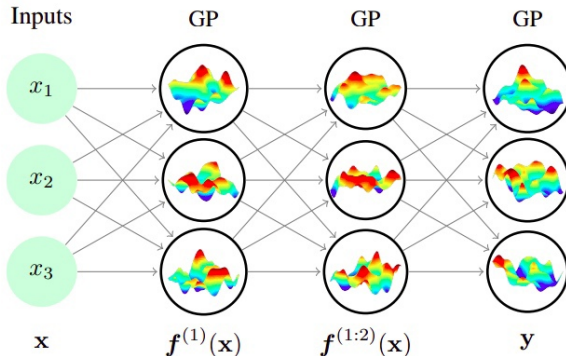 Inputs GP GP GP
x₁
x₂
x₃
x f⁽¹⁾(x) f⁽¹:²⁾(x) y